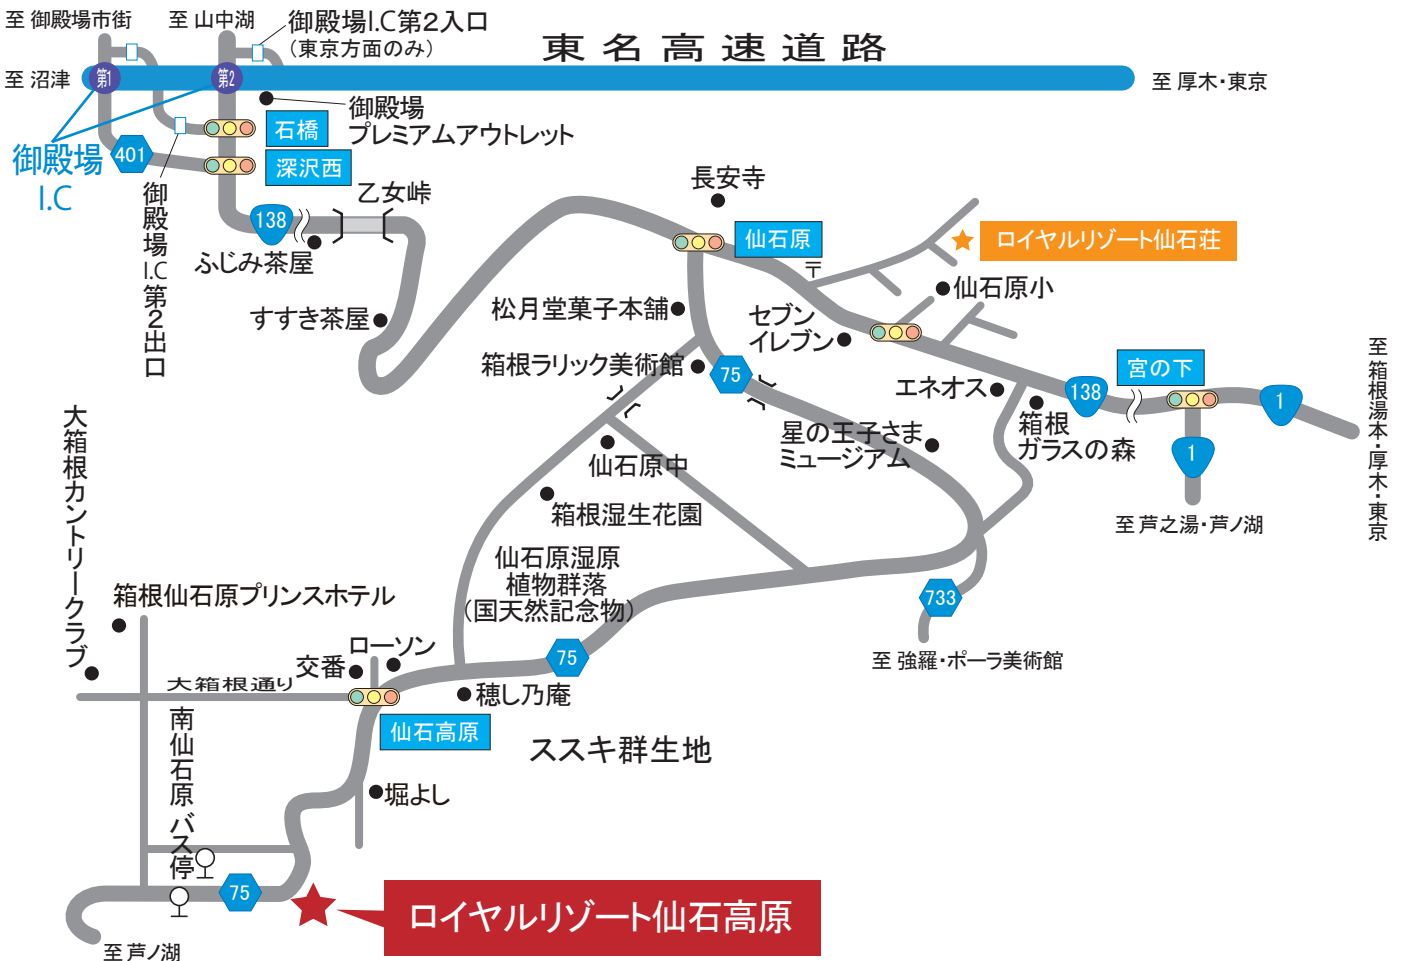 至 御殿場市街
至 山中湖
御殿場I.C第2入口
（東京方面のみ）
東名高速道路
至 沼津
第1
第2
至 厚木・東京
御殿場
プレミアムアウトレット
石橋
深沢西
御殿場
I.C
401
御殿場I.C第2出口
138
乙女峠
ふじみ茶屋
すすき茶屋
長安寺
仙石原
〒
ロイヤルリゾート仙石荘
仙石原小
松月堂菓子本舗
セブン
イレブン
箱根ラリック美術館
75
エネオス
138
宮の下
1
1
至 箱根湯本・厚木・東京
箱根
ガラスの森
星の王子さま
ミュージアム
仙石原中
箱根湿生花園
至 芦之湯・芦ノ湖
大箱根カントリークラブ
仙石原湿原
植物群落
（国天然記念物）
箱根仙石原プリンスホテル
733
至 強羅・ポーラ美術館
ローソン
交番
75
大箱根通り
穂し乃庵
仙石高原
ススキ群生地
南仙石原バス停
堀よし
75
ロイヤルリゾート仙石高原
至 芦ノ湖